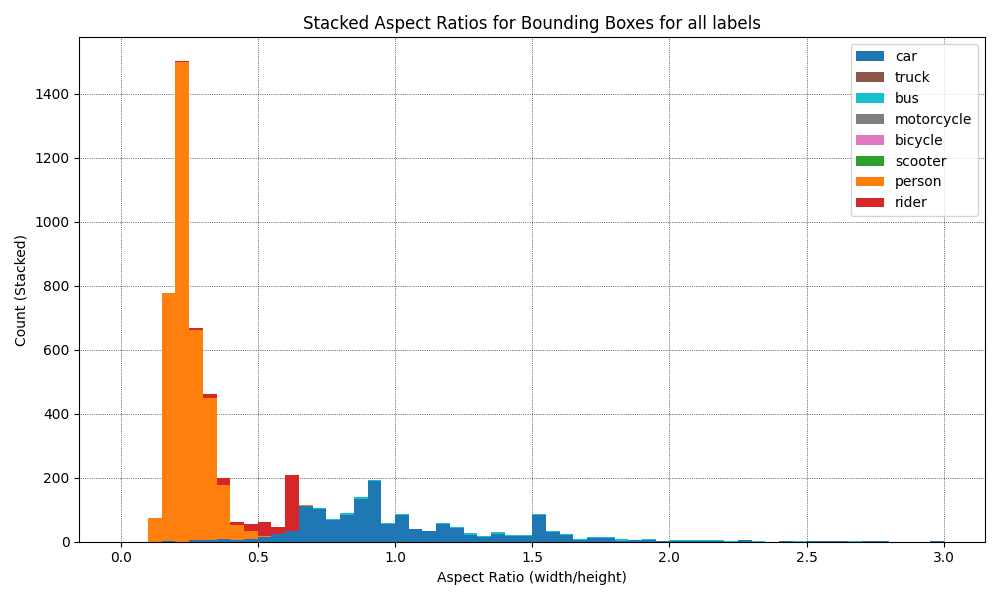 Stacked Aspect Ratios for Bounding Boxes for all labels
car
truck
bus
motorcycle
bicycle
scooter
person
rider
1400
1200
1000
800
600
400
200
0
Count (Stacked)
0.0 0.5 1.0 1.5 2.0 2.5 3.0
Aspect Ratio (width/height)